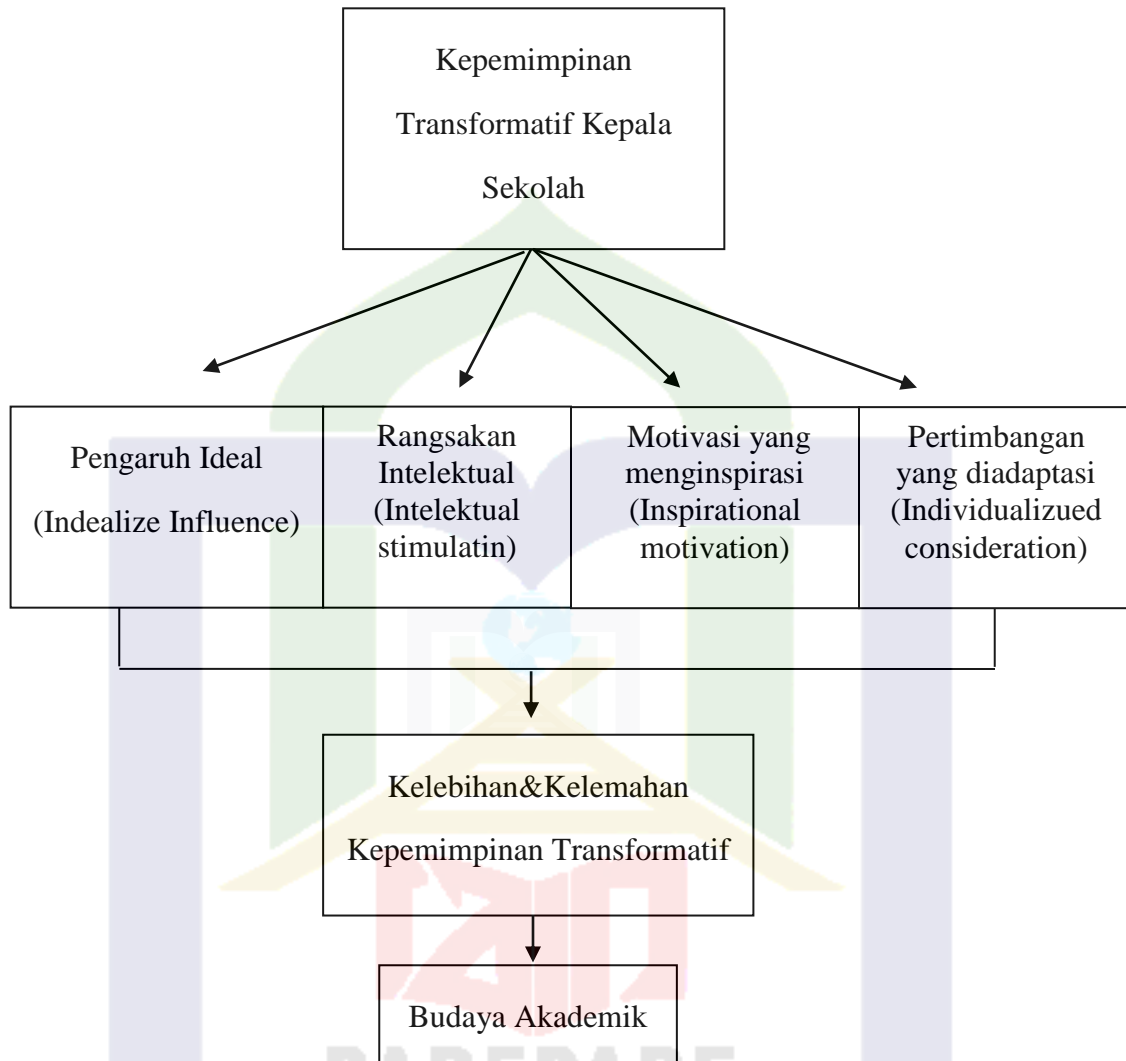 Kepemimpinan
Transformatif Kepala
Sekolah
Pengaruh Ideal
(Indealize Influence)
Rangsakan
Intelektual
(Intelektual
stimulatin)
Motivasi yang
menginspirasi
(Inspirational
motivation)
Pertimbangan
yang diadaptasi
(Individualizued
consideration)
Kelebihan&Kelemahan
Kepemimpinan Transformatif
Budaya Akademik
PAREPARE